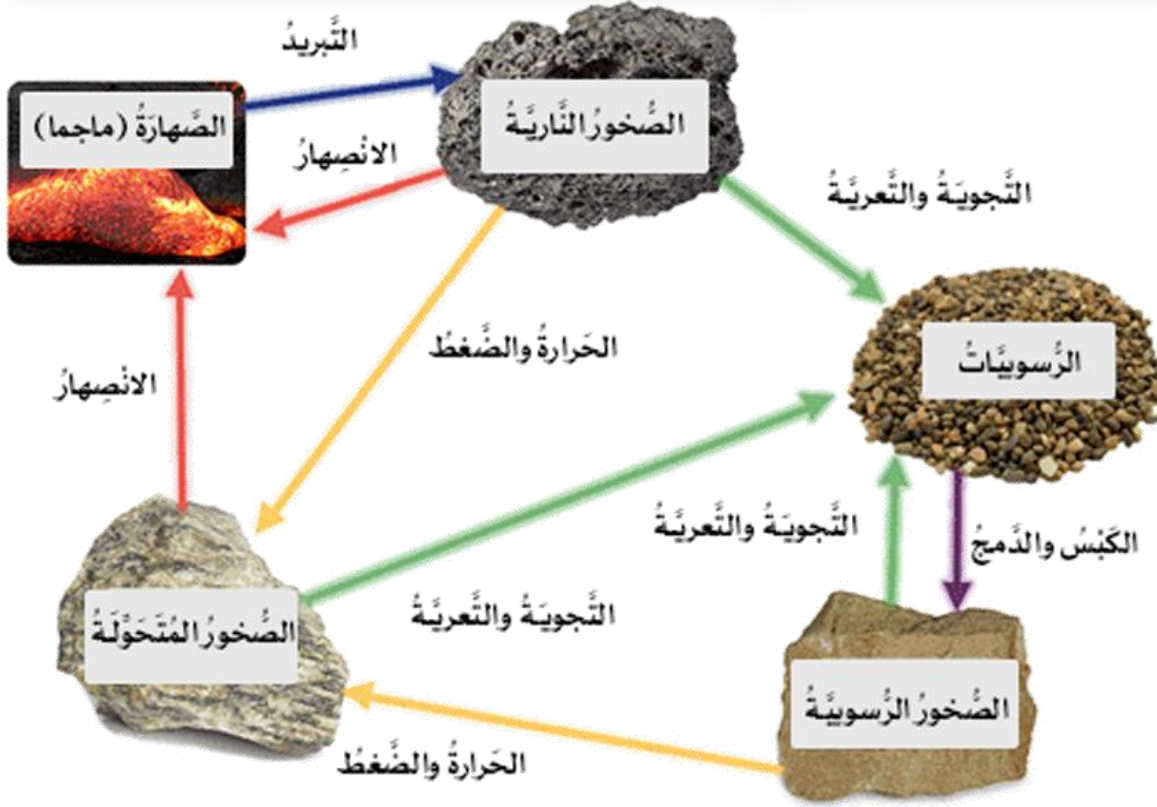 التَّبريدُ
الصُّخورُ النَّاريَّةُ
الصَّهارَةُ (ماجما)
الانْصِهارُ
التَّجويَةُ والتَّعريَّةُ
الحَرارةُ والضَّغطُ
الرُّسوبيَّاتُ
الانْصِهارُ
التَّجويَةُ والتَّعريَّةُ
الكَبْسُ والدَّمجُ
التَّجويَةُ والتَّعريَّةُ
الصُّخورُ المُتَحَوِّلَةُ
الصُّخورُ الرُّسوبيَّةُ
الحَرارةُ والضَّغطُ